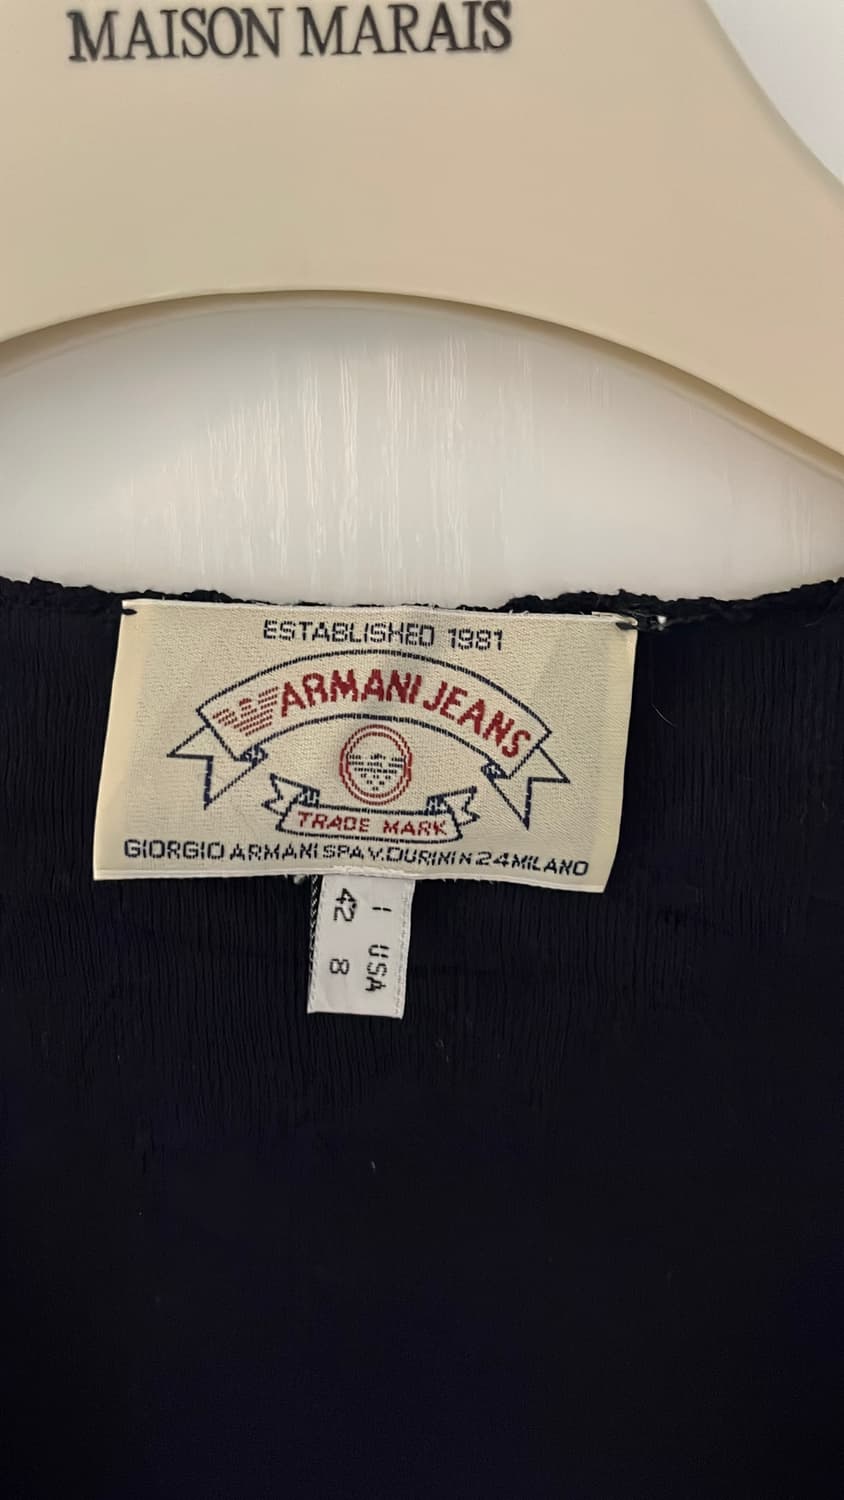 MAISON MARAIS
ESTABLISHED 1981
ARMANI JEANS
TRADE MARK
GIORGIO ARMANI SPA V.DURINI N 24 MILANO
I USA
42 8